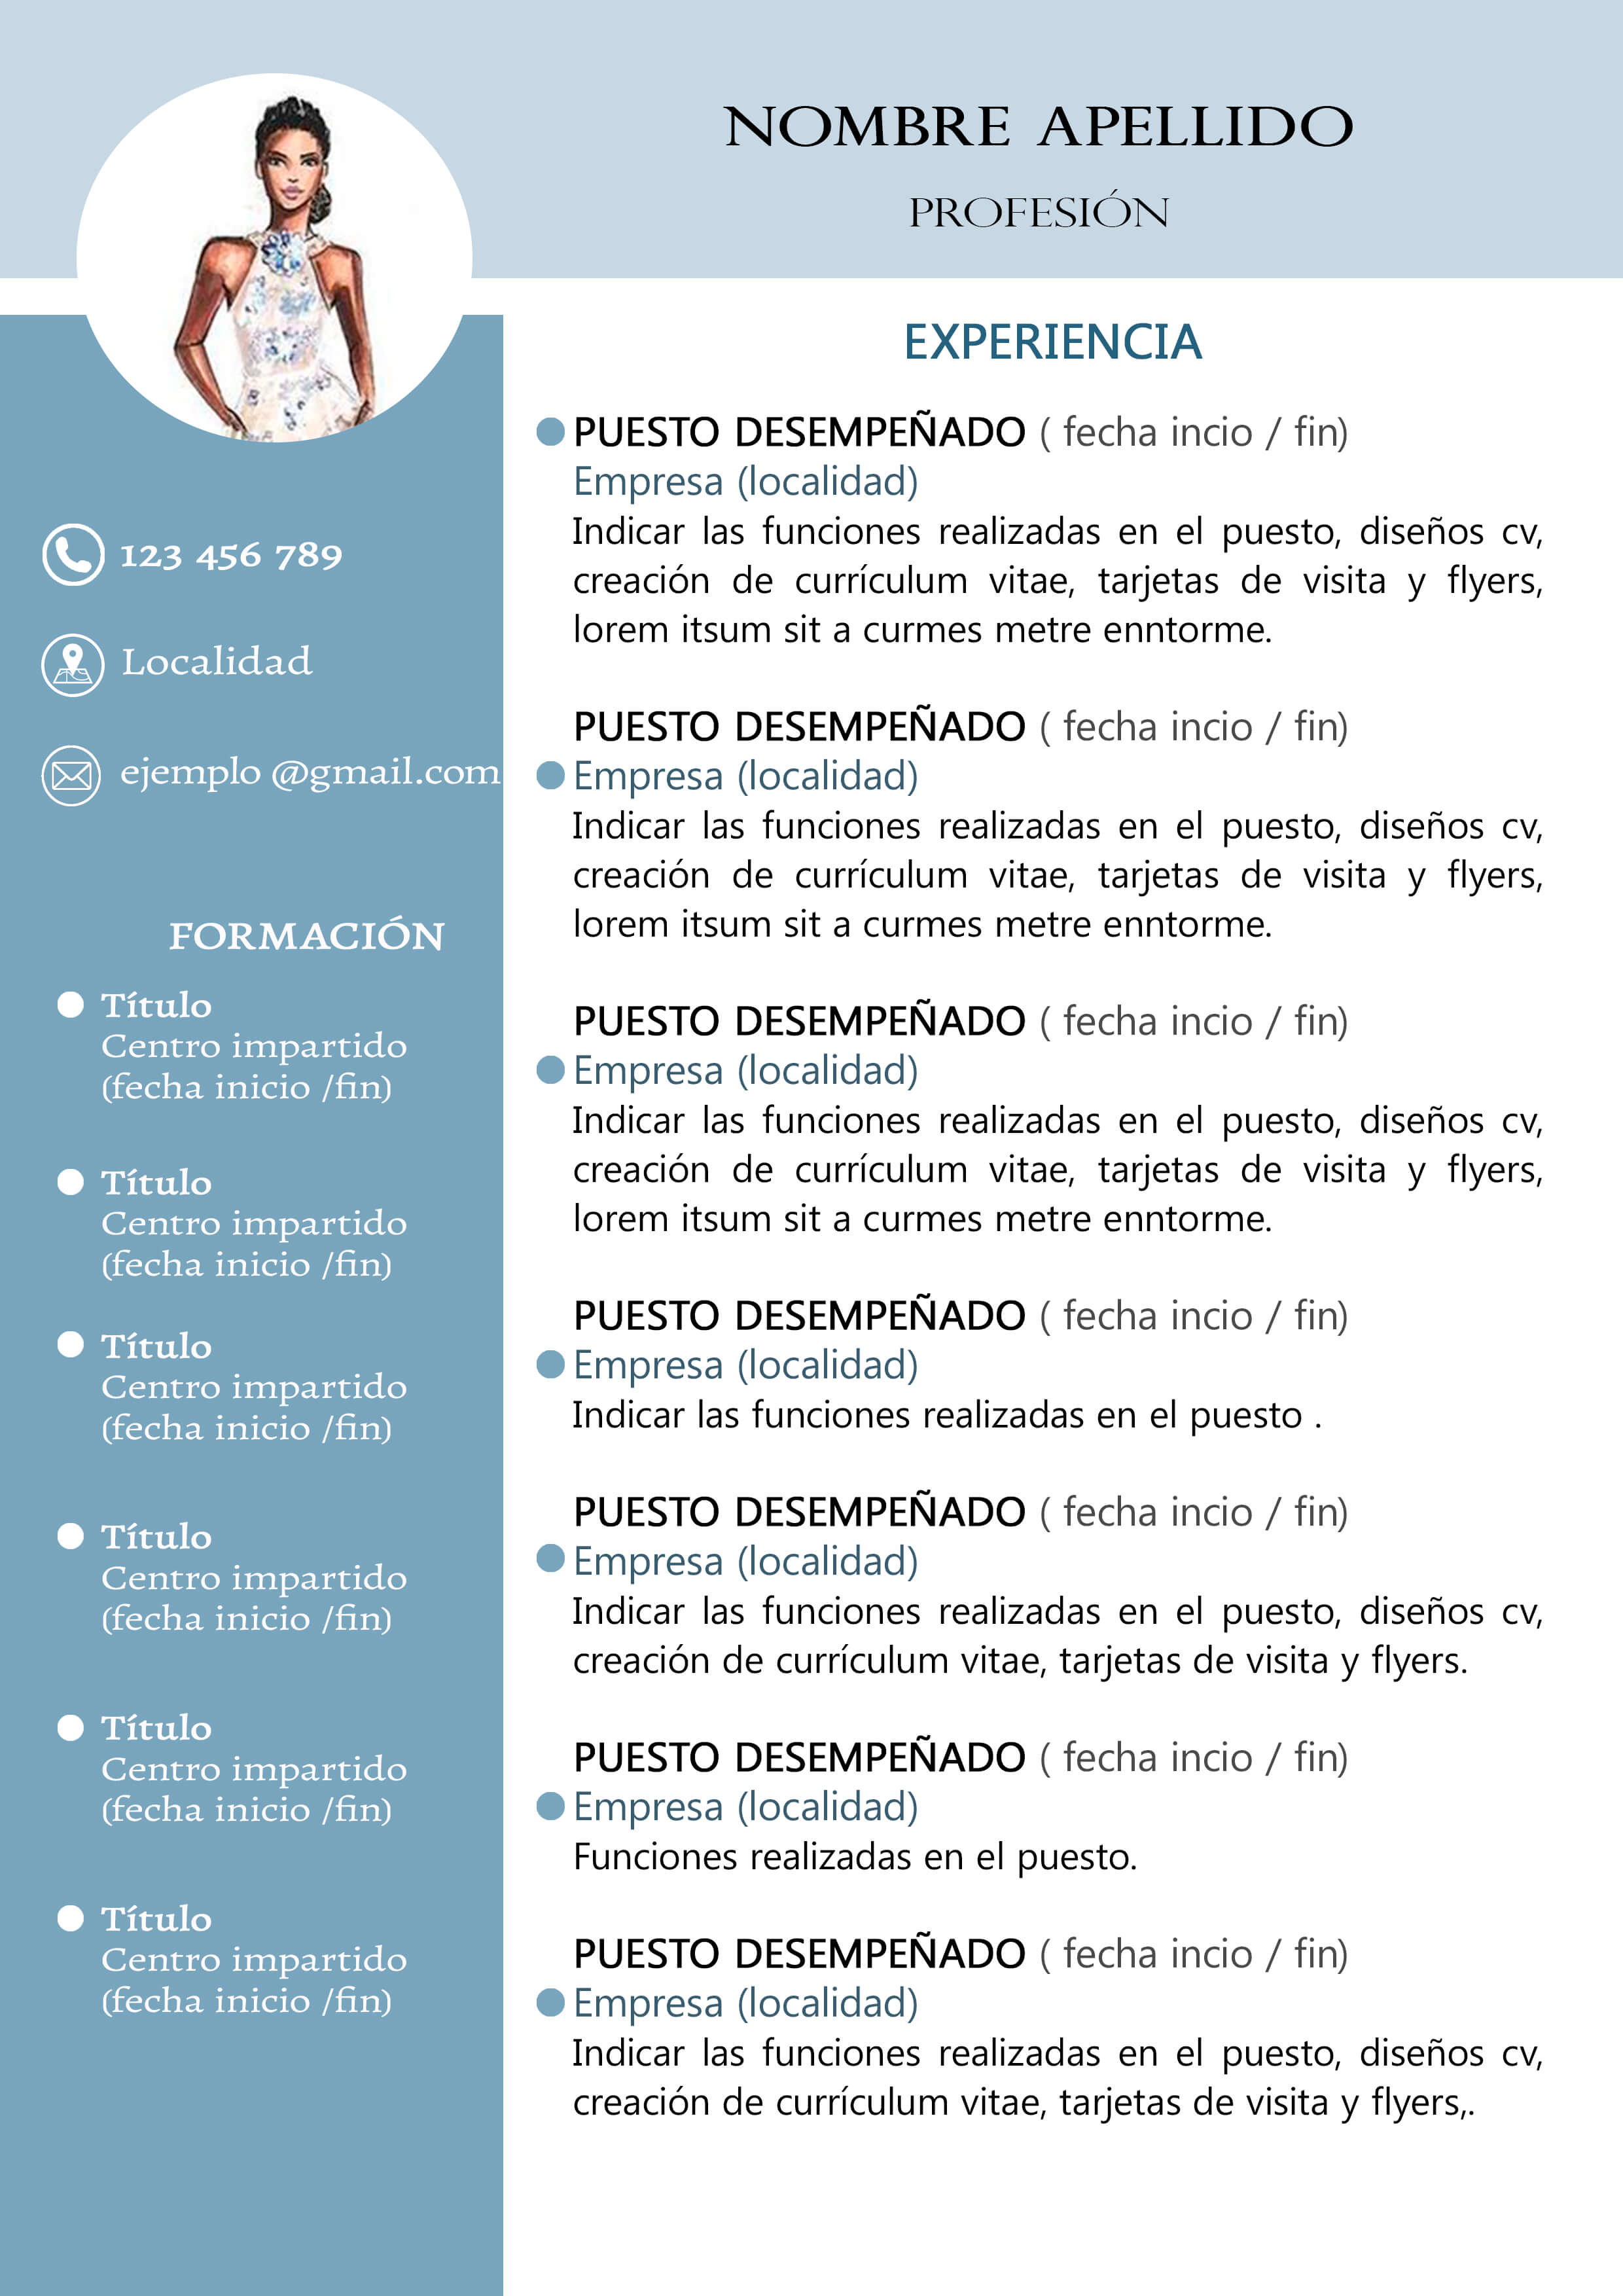 NOMBRE APELLIDO
PROFESIÓN
123 456 789
Localidad
ejemplo @gmail.com
FORMACIÓN
Título
Centro impartido
(fecha inicio /fin)
Título
Centro impartido
(fecha inicio /fin)
Título
Centro impartido
(fecha inicio /fin)
Título
Centro impartido
(fecha inicio /fin)
Título
Centro impartido
(fecha inicio /fin)
Título
Centro impartido
(fecha inicio /fin)
EXPERIENCIA
PUESTO DESEMPEÑADO ( fecha incio / fin)
Empresa (localidad)
Indicar las funciones realizadas en el puesto, diseños cv,
creación de currículum vitae, tarjetas de visita y flyers,
lorem itsum sit a curmes metre enntorme.
PUESTO DESEMPEÑADO ( fecha incio / fin)
Empresa (localidad)
Indicar las funciones realizadas en el puesto, diseños cv,
creación de currículum vitae, tarjetas de visita y flyers,
lorem itsum sit a curmes metre enntorme.
PUESTO DESEMPEÑADO ( fecha incio / fin)
Empresa (localidad)
Indicar las funciones realizadas en el puesto, diseños cv,
creación de currículum vitae, tarjetas de visita y flyers,
lorem itsum sit a curmes metre enntorme.
PUESTO DESEMPEÑADO ( fecha incio / fin)
Empresa (localidad)
Indicar las funciones realizadas en el puesto .
PUESTO DESEMPEÑADO ( fecha incio / fin)
Empresa (localidad)
Indicar las funciones realizadas en el puesto, diseños cv,
creación de currículum vitae, tarjetas de visita y flyers.
PUESTO DESEMPEÑADO ( fecha incio / fin)
Empresa (localidad)
Funciones realizadas en el puesto.
PUESTO DESEMPEÑADO ( fecha incio / fin)
Empresa (localidad)
Indicar las funciones realizadas en el puesto, diseños cv,
creación de currículum vitae, tarjetas de visita y flyers,.